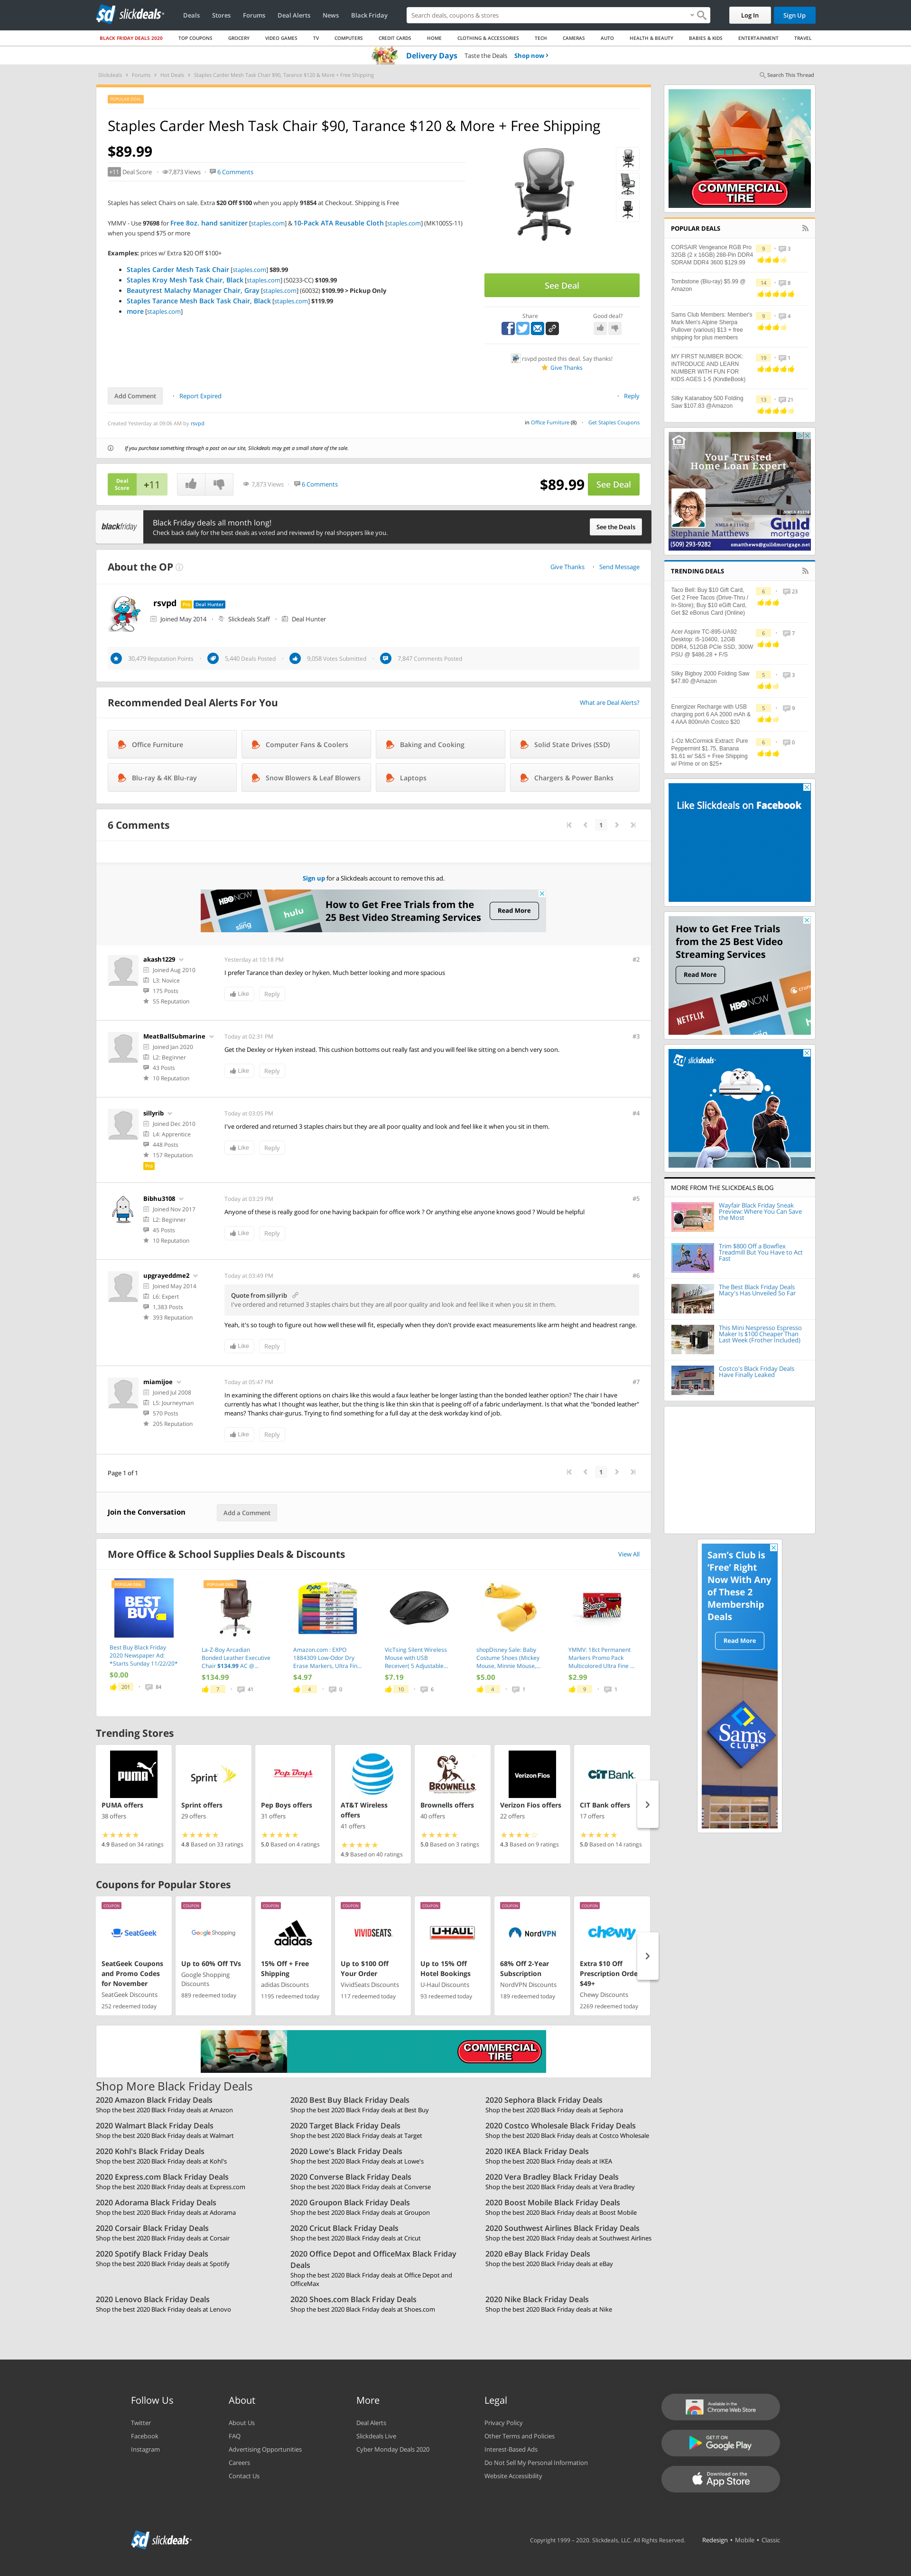 slickdeals
Deals Stores Forums Deal Alerts News Black Friday
Search deals, coupons & stores
Log In Sign Up
BLACK FRIDAY DEALS 2020 TOP COUPONS GROCERY VIDEO GAMES TV COMPUTERS CREDIT CARDS HOME CLOTHING & ACCESSORIES TECH CAMERAS AUTO HEALTH & BEAUTY BABIES & KIDS ENTERTAINMENT TRAVEL
Delivery Days Taste the Deals Shop now
Slickdeals Forums Hot Deals Staples Carder Mesh Task Chair $90, Tarance $120 & More + Free Shipping
Search This Thread
POPULAR DEAL
Staples Carder Mesh Task Chair $90, Tarance $120 & More + Free Shipping
$89.99
+11 Deal Score 7,873 Views 6 Comments
Staples has select Chairs on sale. Extra $20 Off $100 when you apply 91854 at Checkout. Shipping is Free
YMMV - Use 97698 for Free 8oz. hand sanitizer [staples.com] & 10-Pack ATA Reusable Cloth [staples.com] (MK100SS-11)
when you spend $75 or more
Examples: prices w/ Extra $20 Off $100+
Staples Carder Mesh Task Chair [staples.com] $89.99
Staples Kroy Mesh Task Chair, Black [staples.com] (50233-CC) $109.99
Beautyrest Malachy Manager Chair, Gray [staples.com] (60032) $109.99 > Pickup Only
Staples Tarance Mesh Back Task Chair, Black [staples.com] $119.99
more [staples.com]
See Deal
Share Good deal?
rsvpd posted this deal. Say thanks!
Give Thanks
Add Comment Report Expired Reply
Created Yesterday at 09:06 AM by rsvpd
in Office Furniture (8) Get Staples Coupons
If you purchase something through a post on our site, Slickdeals may get a small share of the sale.
Deal Score +11 7,873 Views 6 Comments $89.99 See Deal
blackfriday
Black Friday deals all month long!
Check back daily for the best deals as voted and reviewed by real shoppers like you.
See the Deals
About the OP Give Thanks Send Message
rsvpd Pro Deal Hunter
Joined May 2014 Slickdeals Staff Deal Hunter
30,479 Reputation Points 5,440 Deals Posted 9,058 Votes Submitted 7,847 Comments Posted
Recommended Deal Alerts For You What are Deal Alerts?
Office Furniture Computer Fans & Coolers Baking and Cooking Solid State Drives (SSD)
Blu-ray & 4K Blu-ray Snow Blowers & Leaf Blowers Laptops Chargers & Power Banks
6 Comments 1
Sign up for a Slickdeals account to remove this ad.
HBO NOW hulu
How to Get Free Trials from the
25 Best Video Streaming Services
Read More
akash1229 Yesterday at 10:18 PM #2
Joined Aug 2010
L3: Novice
175 Posts
55 Reputation
I prefer Tarance than dexley or hyken. Much better looking and more spacious
Like Reply
MeatBallSubmarine Today at 02:31 PM #3
Joined Jan 2020
L2: Beginner
43 Posts
10 Reputation
Get the Dexley or Hyken instead. This cushion bottoms out really fast and you will feel like sitting on a bench very soon.
Like Reply
sillyrib Today at 03:05 PM #4
Joined Dec 2010
L4: Apprentice
448 Posts
157 Reputation
Pro
I've ordered and returned 3 staples chairs but they are all poor quality and look and feel like it when you sit in them.
Like Reply
Bibhu3108 Today at 03:29 PM #5
Joined Nov 2017
L2: Beginner
45 Posts
10 Reputation
Anyone of these is really good for one having backpain for office work ? Or anything else anyone knows good ? Would be helpful
Like Reply
upgrayeddme2 Today at 03:49 PM #6
Joined May 2014
L6: Expert
1,383 Posts
393 Reputation
Quote from sillyrib
I've ordered and returned 3 staples chairs but they are all poor quality and look and feel like it when you sit in them.
Yeah, it's so tough to figure out how well these will fit, especially when they don't provide exact measurements like arm height and headrest range.
Like Reply
miamijoe Today at 05:47 PM #7
Joined Jul 2008
L5: Journeyman
570 Posts
205 Reputation
In examining the different options on chairs like this would a faux leather be longer lasting than the bonded leather option? The chair I have
currently has what I thought was leather, but the thing is like thin skin that is peeling off of a fabric underlayment. Is that what the "bonded leather"
means? Thanks chair-gurus. Trying to find something for a full day at the desk workday kind of job.
Like Reply
Page 1 of 1 1
Join the Conversation Add a Comment
More Office & School Supplies Deals & Discounts View All
POPULAR DEAL
BEST BUY
Best Buy Black Friday
2020 Newspaper Ad:
*Starts Sunday 11/22/20*
$0.00
201 84
POPULAR DEAL
La-Z-Boy Arcadian
Bonded Leather Executive
Chair $134.99 AC @...
$134.99
7 41
EXPO
Amazon.com : EXPO
1884309 Low-Odor Dry
Erase Markers, Ultra Fin...
$4.97
4 0
VicTsing Silent Wireless
Mouse with USB
Receiver( 5 Adjustable...
$7.19
10 6
shopDisney Sale: Baby
Costume Shoes (Mickey
Mouse, Minnie Mouse,...
$5.00
4 1
Sharpie
YMMV: 18ct Permanent
Markers Promo Pack
Multicolored Ultra Fine ...
$2.99
9 1
Trending Stores
PUMA
PUMA offers
38 offers
4.9 Based on 34 ratings
Sprint
Sprint offers
29 offers
4.8 Based on 33 ratings
Pep Boys
Pep Boys offers
31 offers
5.0 Based on 4 ratings
AT&T
AT&T Wireless
offers
41 offers
4.9 Based on 40 ratings
BROWNELLS
Brownells offers
40 offers
5.0 Based on 3 ratings
Verizon Fios
Verizon Fios offers
22 offers
4.3 Based on 9 ratings
CIT Bank
CIT Bank offers
17 offers
5.0 Based on 14 ratings
Coupons for Popular Stores
COUPON
SeatGeek
SeatGeek Coupons
and Promo Codes
for November
SeatGeek Discounts
252 redeemed today
COUPON
Google Shopping
Up to 60% Off TVs
Google Shopping
Discounts
889 redeemed today
COUPON
adidas
15% Off + Free
Shipping
adidas Discounts
1195 redeemed today
COUPON
VIVIDSEATS
Up to $100 Off
Your Order
VividSeats Discounts
117 redeemed today
COUPON
U-HAUL
Up to 15% Off
Hotel Bookings
U-Haul Discounts
93 redeemed today
COUPON
NordVPN
68% Off 2-Year
Subscription
NordVPN Discounts
189 redeemed today
COUPON
chewy
Extra $10 Off
Prescription Orde
$49+
Chewy Discounts
2269 redeemed today
COMMERCIAL TIRE
Shop More Black Friday Deals
2020 Amazon Black Friday Deals
Shop the best 2020 Black Friday deals at Amazon
2020 Best Buy Black Friday Deals
Shop the best 2020 Black Friday deals at Best Buy
2020 Sephora Black Friday Deals
Shop the best 2020 Black Friday deals at Sephora
2020 Walmart Black Friday Deals
Shop the best 2020 Black Friday deals at Walmart
2020 Target Black Friday Deals
Shop the best 2020 Black Friday deals at Target
2020 Costco Wholesale Black Friday Deals
Shop the best 2020 Black Friday deals at Costco Wholesale
2020 Kohl's Black Friday Deals
Shop the best 2020 Black Friday deals at Kohl's
2020 Lowe's Black Friday Deals
Shop the best 2020 Black Friday deals at Lowe's
2020 IKEA Black Friday Deals
Shop the best 2020 Black Friday deals at IKEA
2020 Express.com Black Friday Deals
Shop the best 2020 Black Friday deals at Express.com
2020 Converse Black Friday Deals
Shop the best 2020 Black Friday deals at Converse
2020 Vera Bradley Black Friday Deals
Shop the best 2020 Black Friday deals at Vera Bradley
2020 Adorama Black Friday Deals
Shop the best 2020 Black Friday deals at Adorama
2020 Groupon Black Friday Deals
Shop the best 2020 Black Friday deals at Groupon
2020 Boost Mobile Black Friday Deals
Shop the best 2020 Black Friday deals at Boost Mobile
2020 Corsair Black Friday Deals
Shop the best 2020 Black Friday deals at Corsair
2020 Cricut Black Friday Deals
Shop the best 2020 Black Friday deals at Cricut
2020 Southwest Airlines Black Friday Deals
Shop the best 2020 Black Friday deals at Southwest Airlines
2020 Spotify Black Friday Deals
Shop the best 2020 Black Friday deals at Spotify
2020 Office Depot and OfficeMax Black Friday
Deals
Shop the best 2020 Black Friday deals at Office Depot and
OfficeMax
2020 eBay Black Friday Deals
Shop the best 2020 Black Friday deals at eBay
2020 Lenovo Black Friday Deals
Shop the best 2020 Black Friday deals at Lenovo
2020 Shoes.com Black Friday Deals
Shop the best 2020 Black Friday deals at Shoes.com
2020 Nike Black Friday Deals
Shop the best 2020 Black Friday deals at Nike
COMMERCIAL TIRE
POPULAR DEALS
CORSAIR Vengeance RGB Pro
32GB (2 x 16GB) 288-Pin DDR4
SDRAM DDR4 3600 $129.99
9 3
Tombstone (Blu-ray) $5.99 @
Amazon
14 8
Sams Club Members: Member's
Mark Men's Alpine Sherpa
Pullover (various) $13 + free
shipping for plus members
9 4
MY FIRST NUMBER BOOK:
INTRODUCE AND LEARN
NUMBER WITH FUN FOR
KIDS AGES 1-5 (KindleBook)
19 1
Silky Katanaboy 500 Folding
Saw $107.83 @Amazon
13 21
Your Trusted
Home Loan Expert
Stephanie Matthews
Guild mortgage
(509) 293-9282 smatthews@guildmortgage.net
TRENDING DEALS
Taco Bell: Buy $10 Gift Card,
Get 2 Free Tacos (Drive-Thru /
In-Store); Buy $10 eGift Card,
Get $2 eBonus Card (Online)
6 23
Acer Aspire TC-895-UA92
Desktop: i5-10400, 12GB
DDR4, 512GB PCIe SSD, 300W
PSU @ $486.28 + F/S
6 7
Silky Bigboy 2000 Folding Saw
$47.80 @Amazon
5 3
Energizer Recharge with USB
charging port 6 AA 2000 mAh &
4 AAA 800mAh Costco $20
5 9
1-Oz McCormick Extract: Pure
Peppermint $1.75, Banana
$1.61 w/ S&S + Free Shipping
w/ Prime or on $25+
6 0
Like Slickdeals on Facebook
How to Get Free Trials
from the 25 Best Video
Streaming Services
Read More
NETFLIX HBO NOW crunc
slickdeals
MORE FROM THE SLICKDEALS BLOG
Wayfair Black Friday Sneak
Preview: Where You Can Save
the Most
Trim $800 Off a Bowflex
Treadmill But You Have to Act
Fast
The Best Black Friday Deals
Macy's Has Unveiled So Far
This Mini Nespresso Espresso
Maker Is $100 Cheaper Than
Last Week (Frother Included)
Costco's Black Friday Deals
Have Finally Leaked
Sam's Club is
'Free' Right
Now With Any
of These 2
Membership
Deals
Read More
Sam's CLUB
Follow Us
Twitter
Facebook
Instagram
About
About Us
FAQ
Advertising Opportunities
Careers
Contact Us
More
Deal Alerts
Slickdeals Live
Cyber Monday Deals 2020
Legal
Privacy Policy
Other Terms and Policies
Interest-Based Ads
Do Not Sell My Personal Information
Website Accessibility
Available in the
Chrome Web Store
GET IT ON
Google Play
Download on the
App Store
slickdeals
Copyright 1999 – 2020. Slickdeals, LLC. All Rights Reserved. Redesign • Mobile • Classic